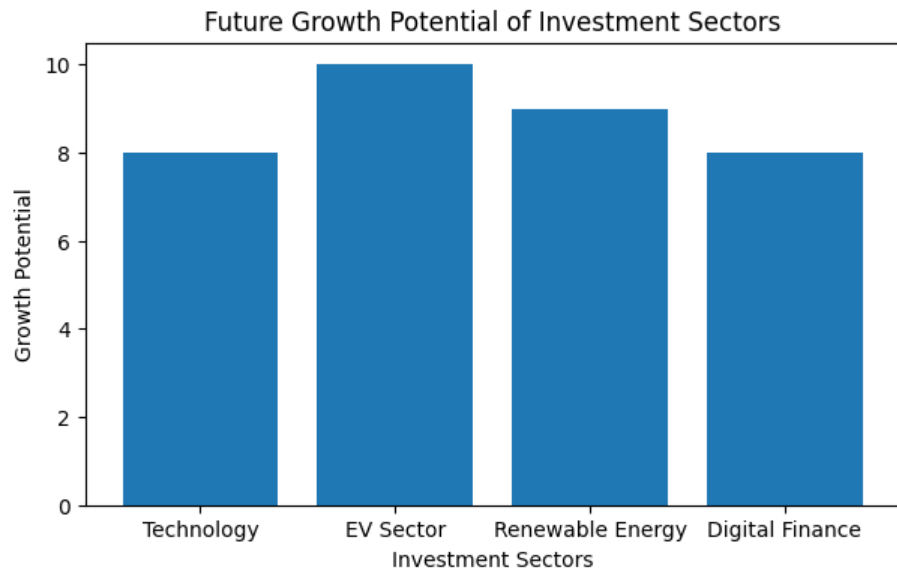 Future Growth Potential of Investment Sectors
10
8
6
4
2
0
Growth Potential
Technology EV Sector Renewable Energy Digital Finance
Investment Sectors